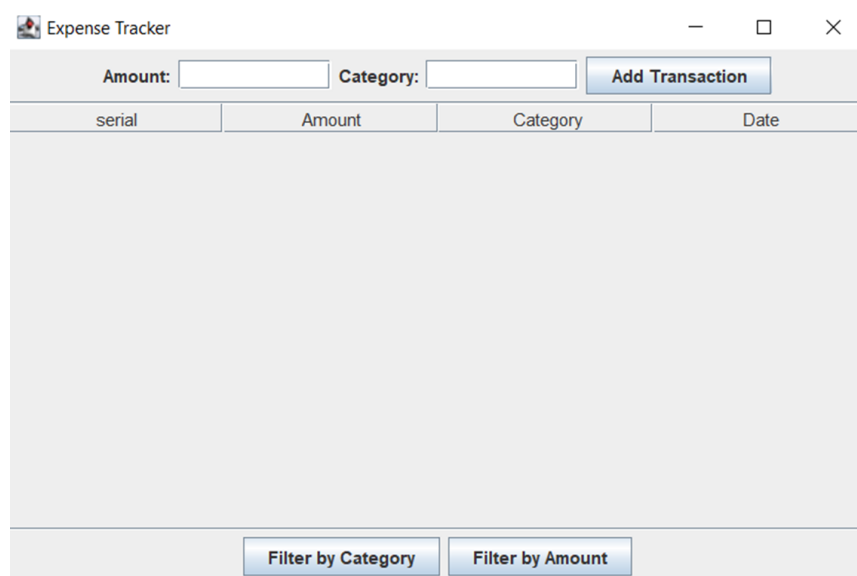 Expense Tracker
Amount: Category: Add Transaction
serial Amount Category Date
Filter by Category Filter by Amount